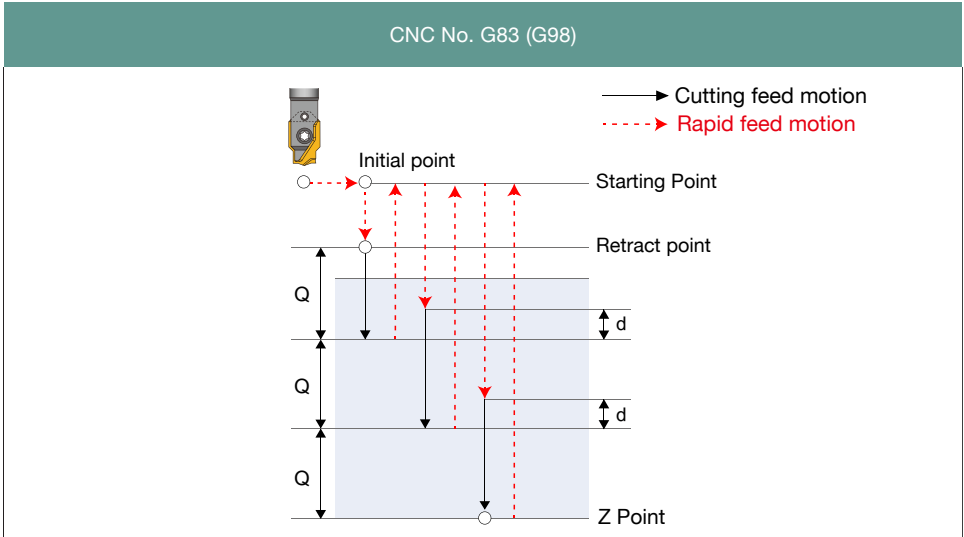 CNC No. G83 (G98)
Cutting feed motion
Rapid feed motion
Initial point
Starting Point
Retract point
Q
d
Q
d
Q
Z Point